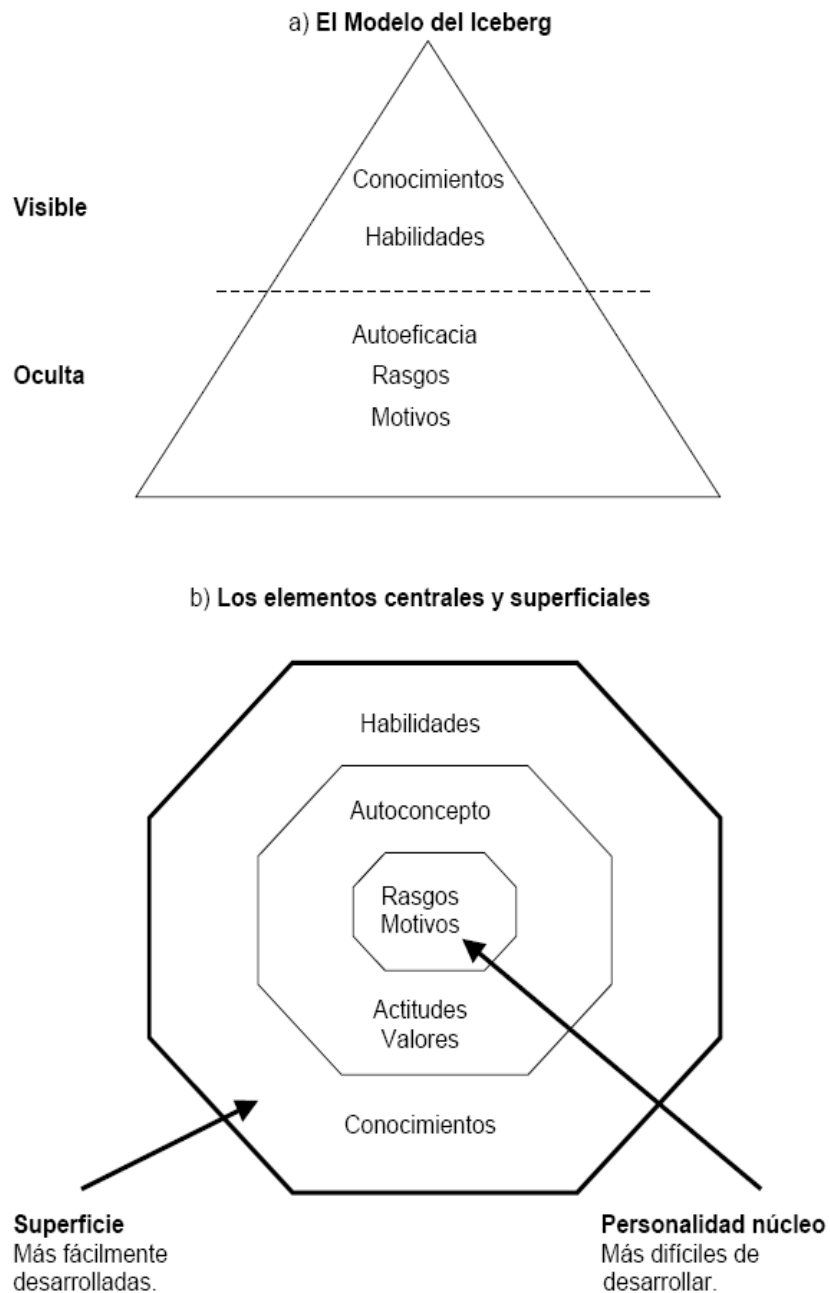 a) El Modelo del Iceberg
Conocimientos
Visible
Habilidades
Autoeficacia
Oculta
Rasgos
Motivos
b) Los elementos centrales y superficiales
Habilidades
Autoconcepto
Rasgos
Motivos
Actitudes
Valores
Conocimientos
Superficie
Más fácilmente
desarrolladas.
Personalidad núcleo
Más difíciles de
desarrollar.